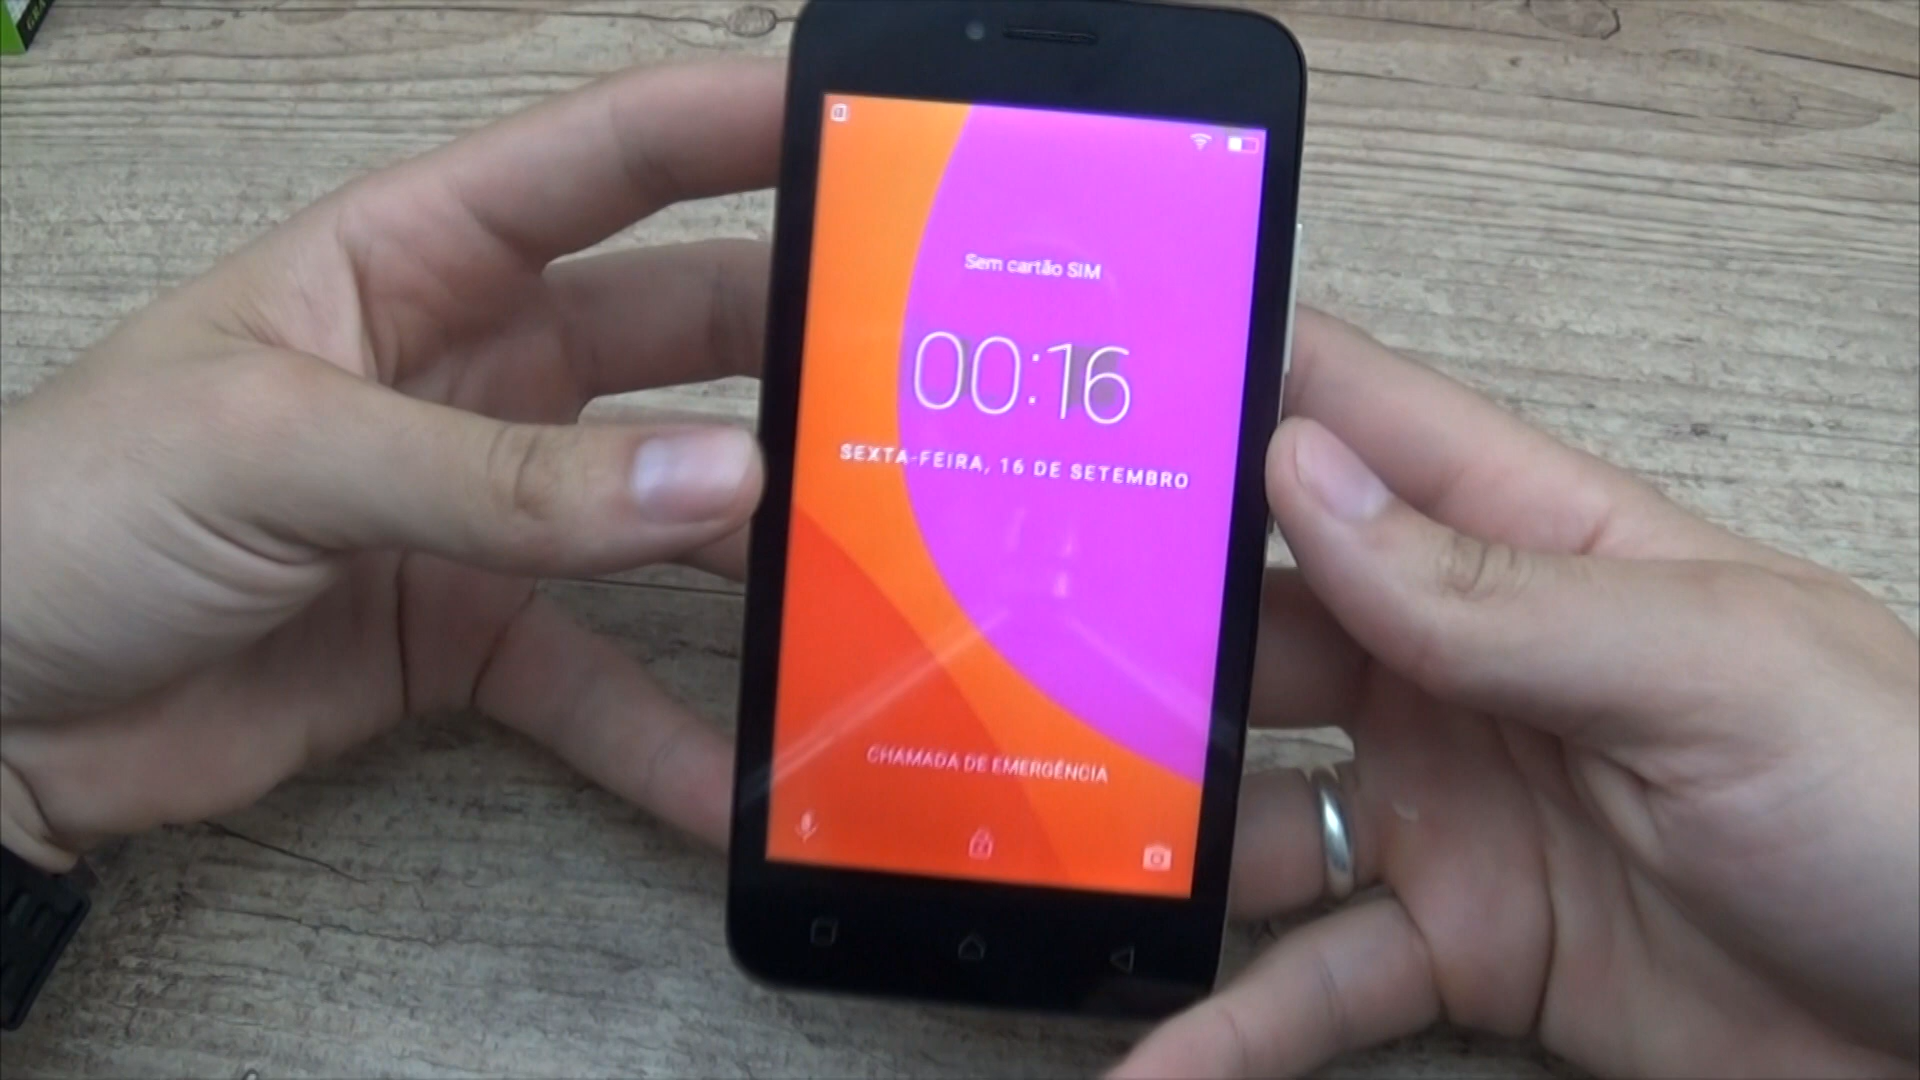 Sem cartão SIM
00:16
SEXTA-FEIRA, 16 DE SETEMBRO
CHAMADA DE EMERGÊNCIA